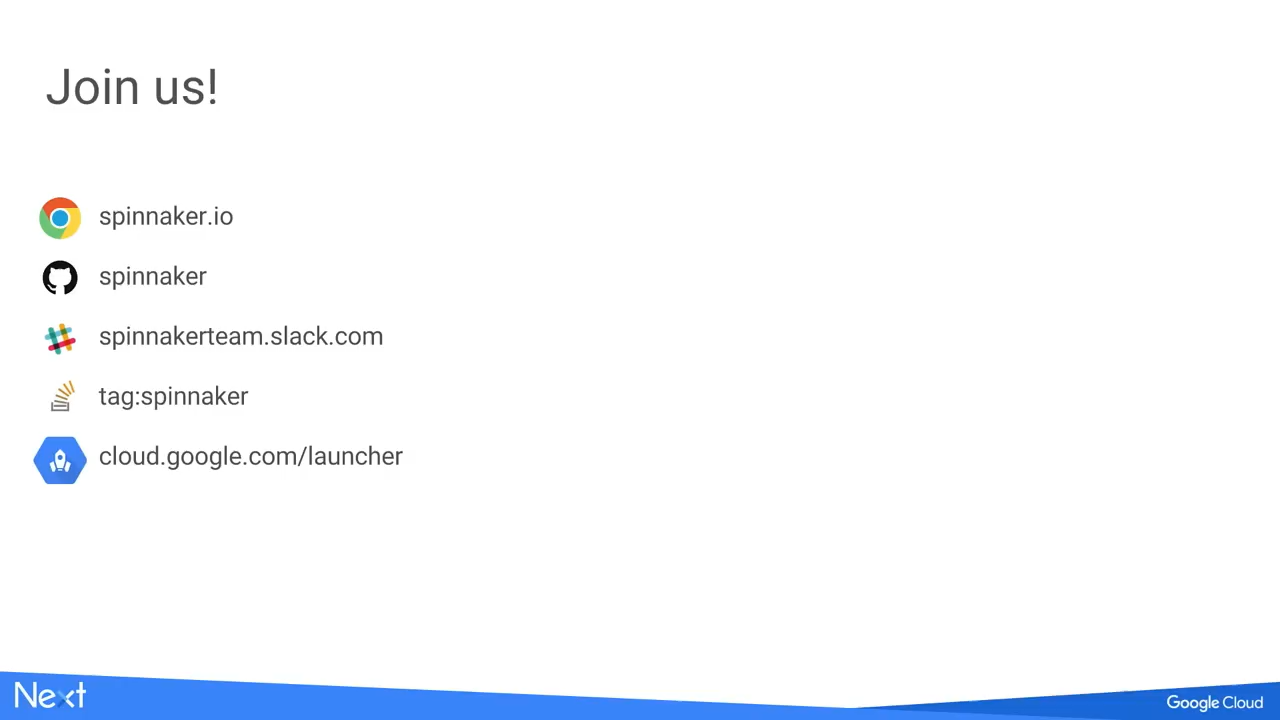 Join us!
spinnaker.io
spinnaker
spinnakerteam.slack.com
tag:spinnaker
cloud.google.com/launcher
Next
Google Cloud